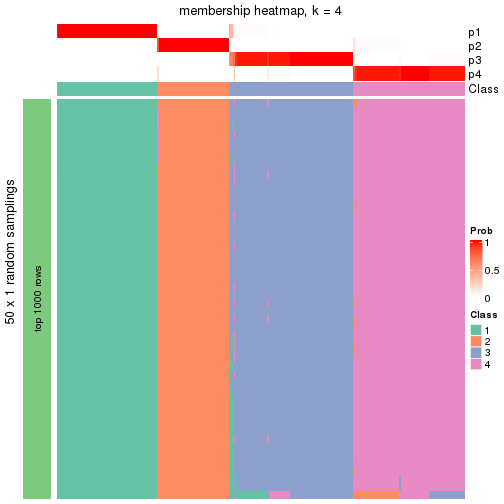 membership heatmap, k = 4
p1
p2
p3
p4
Class
50 x 1 random samplings
top 1000 rows
Prob
1
0.5
0
Class
1
2
3
4